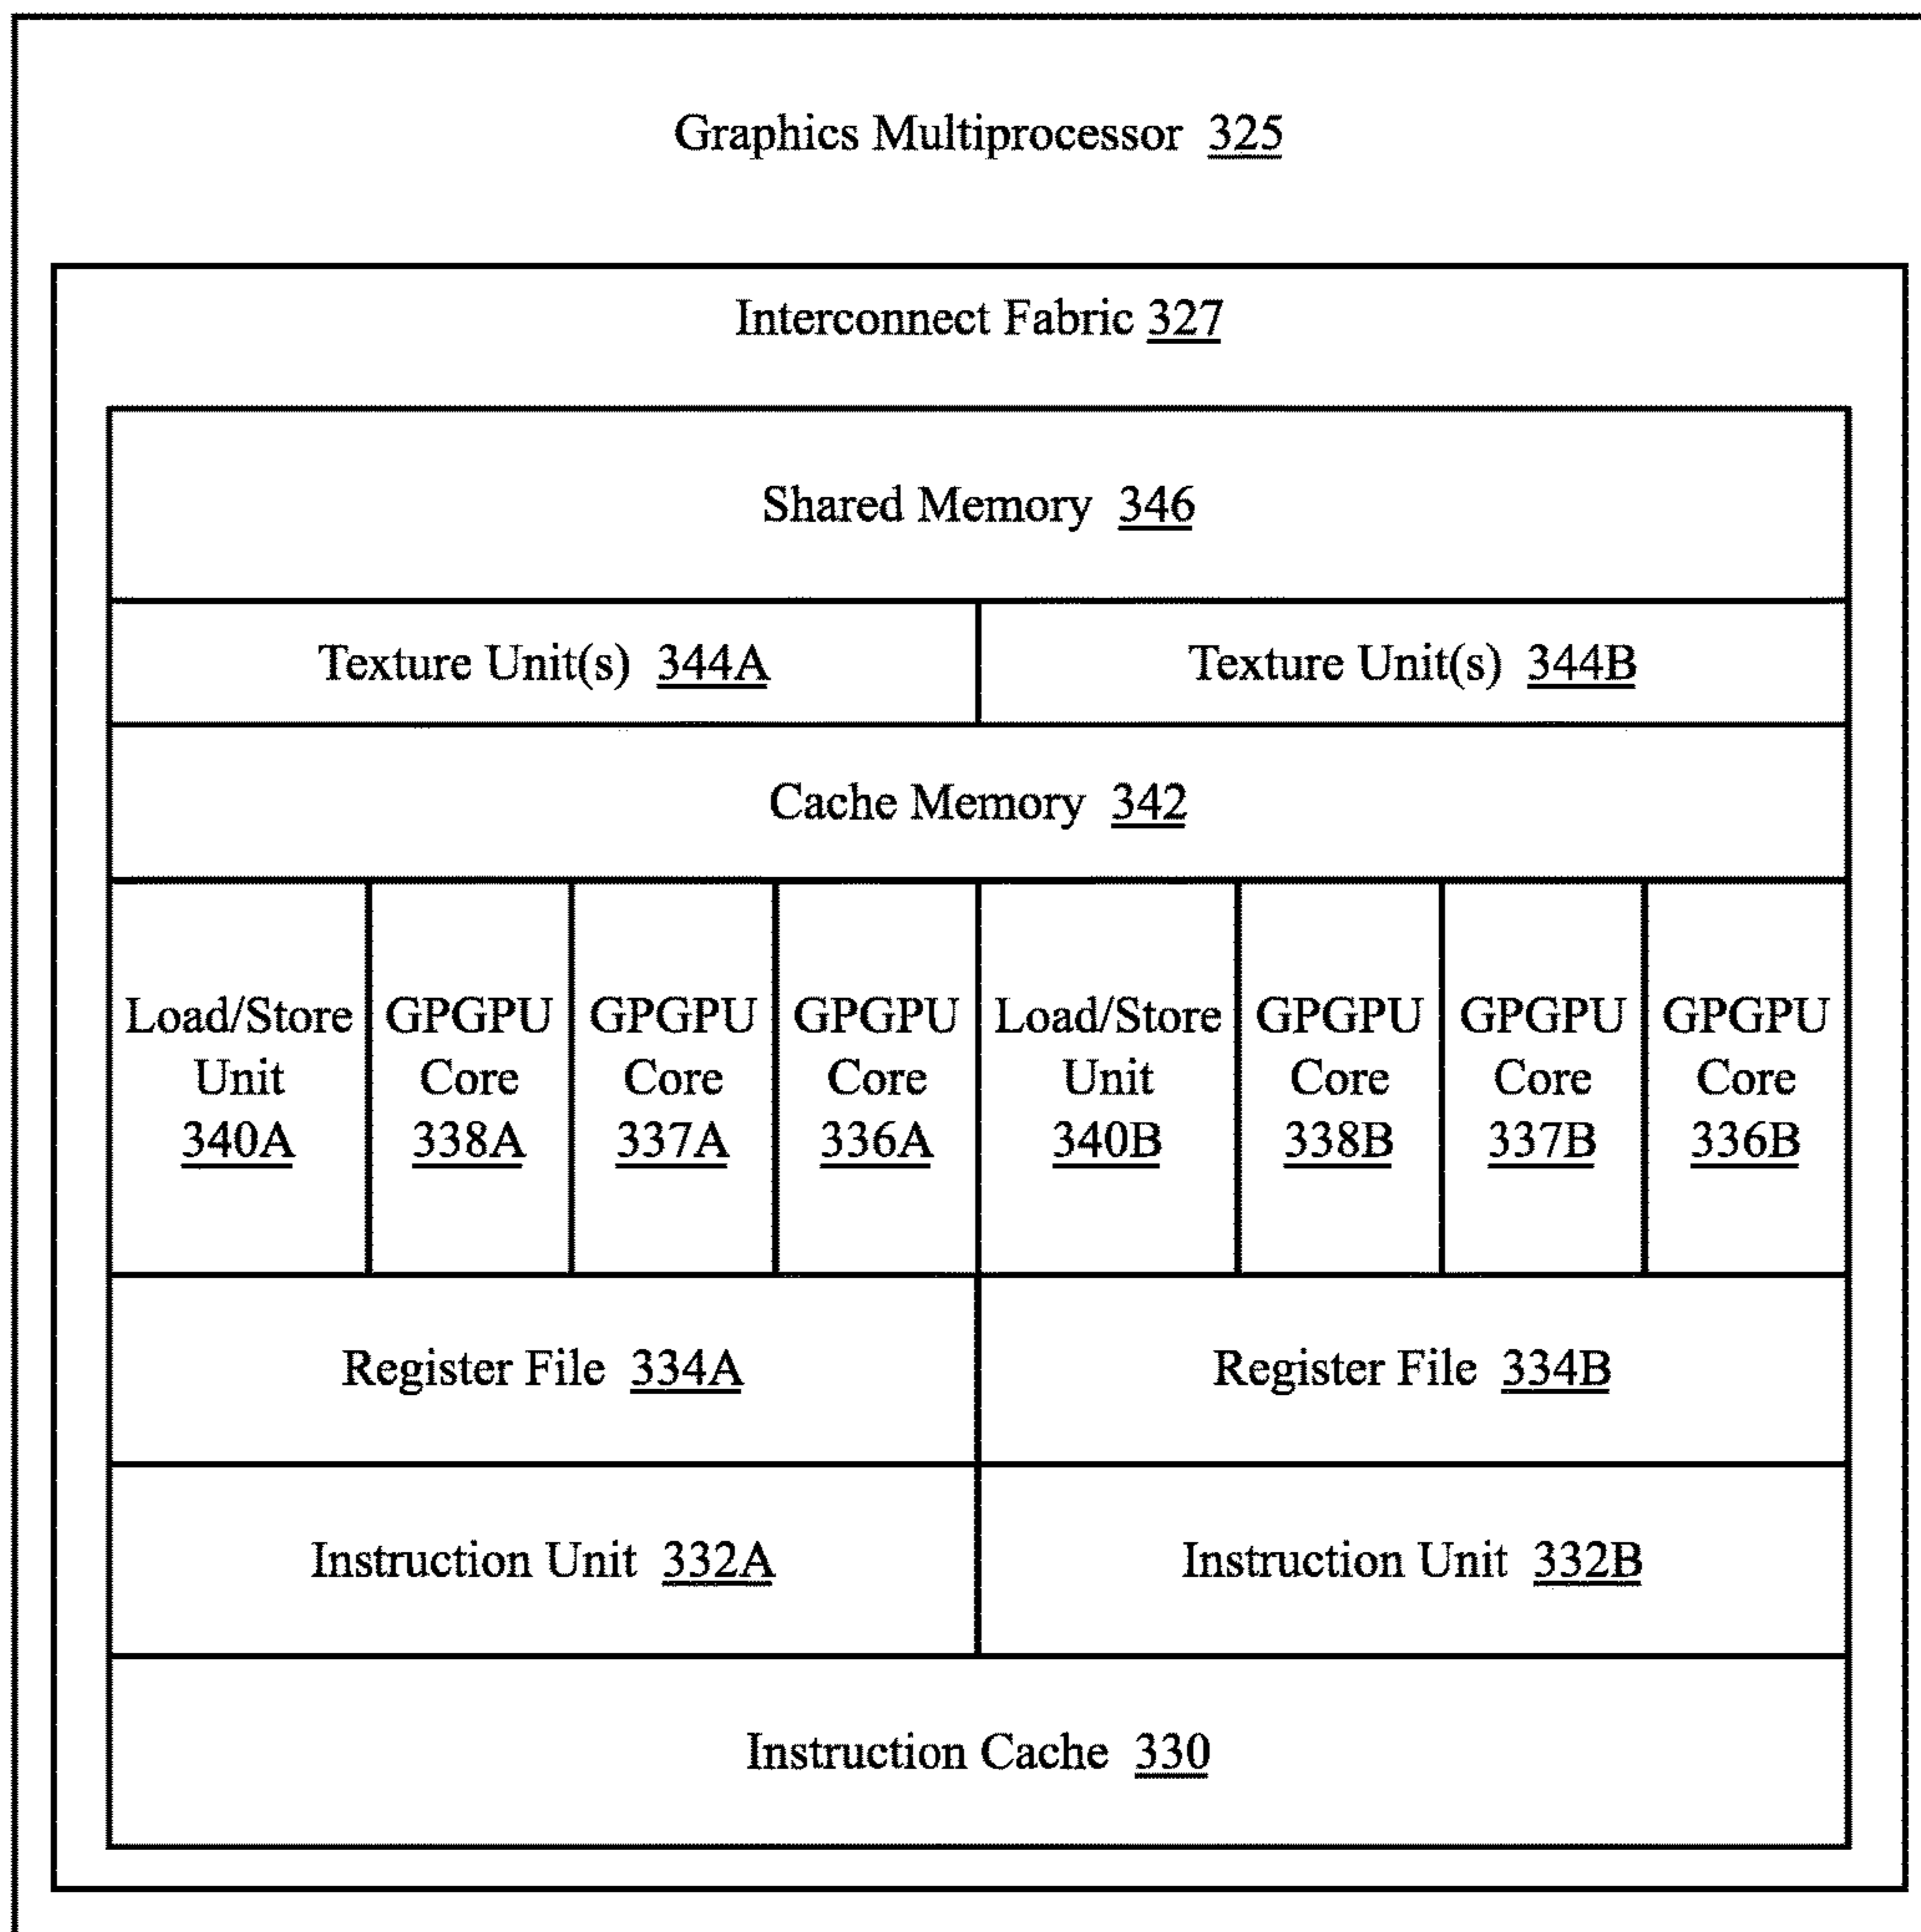 Graphics Multiprocessor 325
Interconnect Fabric 327
Shared Memory 346
Texture Unit(s) 344A
Texture Unit(s) 344B
Cache Memory 342
Load/Store
Unit
340A
GPGPU
Core
338A
GPGPU
Core
337A
GPGPU
Core
336A
Load/Store
Unit
340B
GPGPU
Core
338B
GPGPU
Core
337B
GPGPU
Core
336B
Register File 334A
Register File 334B
Instruction Unit 332A
Instruction Unit 332B
Instruction Cache 330